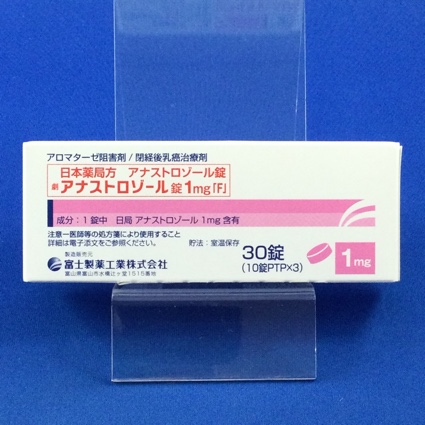 アロマターゼ阻害剤/閉経後乳癌治療剤
日本薬局方 アナストロゾール錠
劇 アナストロゾール錠1mg「F」
成分:1錠中 日局 アナストロゾール 1mg 含有
注意－医師等の処方箋により使用すること
詳細は電子添文をご参照ください。
貯法:室温保存
30錠
(10錠PTP×3)
1mg
製造販売元
富士製薬工業株式会社
富山県富山市水橋辻ヶ堂1515番地